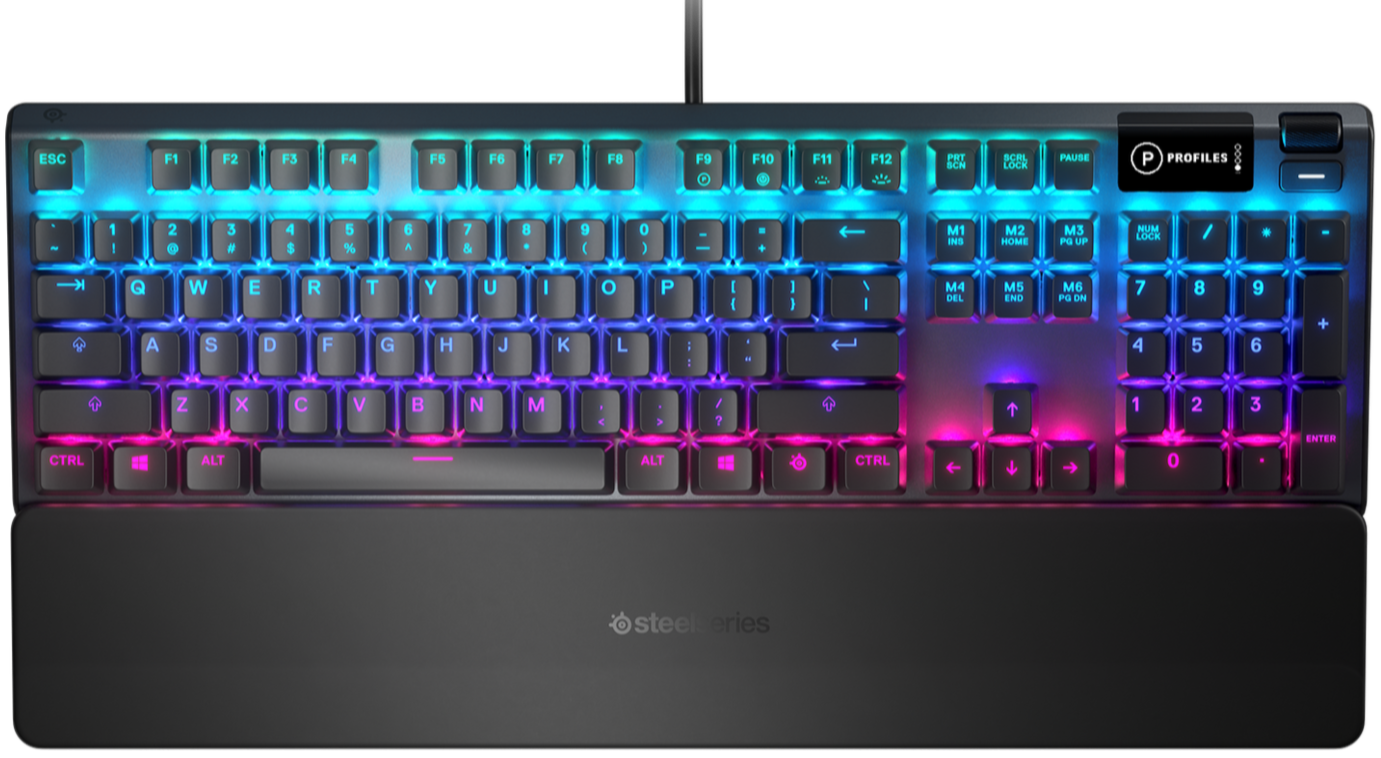 ESC F1 F2 F3 F4 F5 F6 F7 F8 F9 F10 F11 F12 PRT SCN SCRL LOCK PAUSE P PROFILES
` ~ 1 ! 2 @ 3 # 4 $ 5 % 6 ^ 7 & 8 * 9 ( 0 ) - _ = + ← M1 INS M2 HOME M3 PG UP NUM LOCK / * -
Q W E R T Y U I O P [ { ] } \ | M4 DEL M5 END M6 PG DN 7 8 9 +
A S D F G H J K L ; : ' " 4 5 6
Z X C V B N M , < . > / ? ↑ 1 2 3 ENTER
CTRL ALT ALT CTRL ← ↓ → 0 .
steelseries